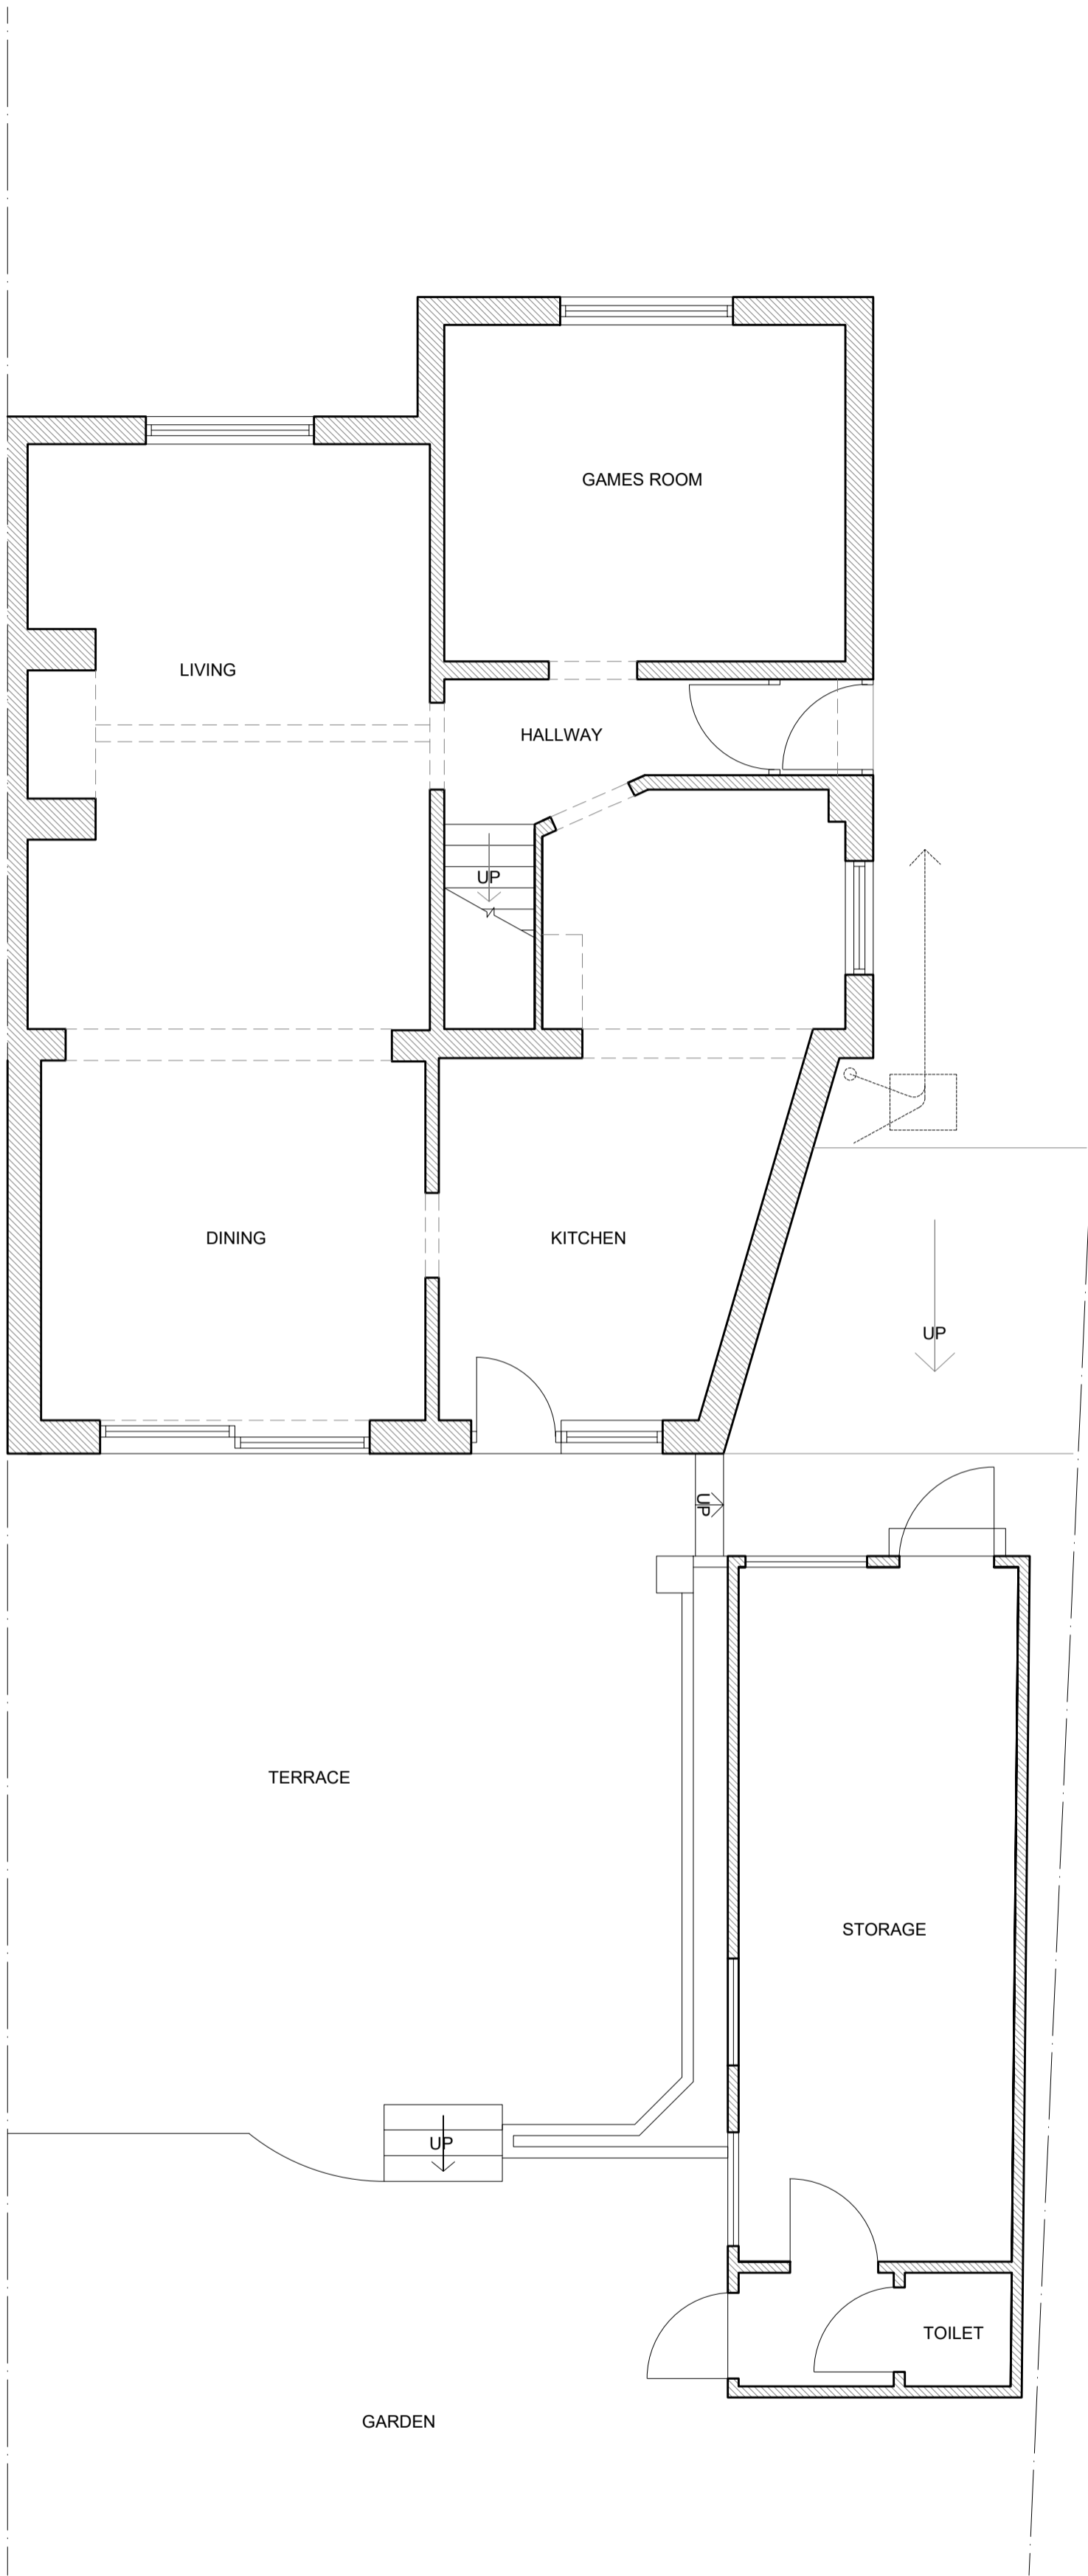 GAMES ROOM
LIVING
HALLWAY
UP
DINING
KITCHEN
UP
UP
TERRACE
STORAGE
UP
TOILET
GARDEN